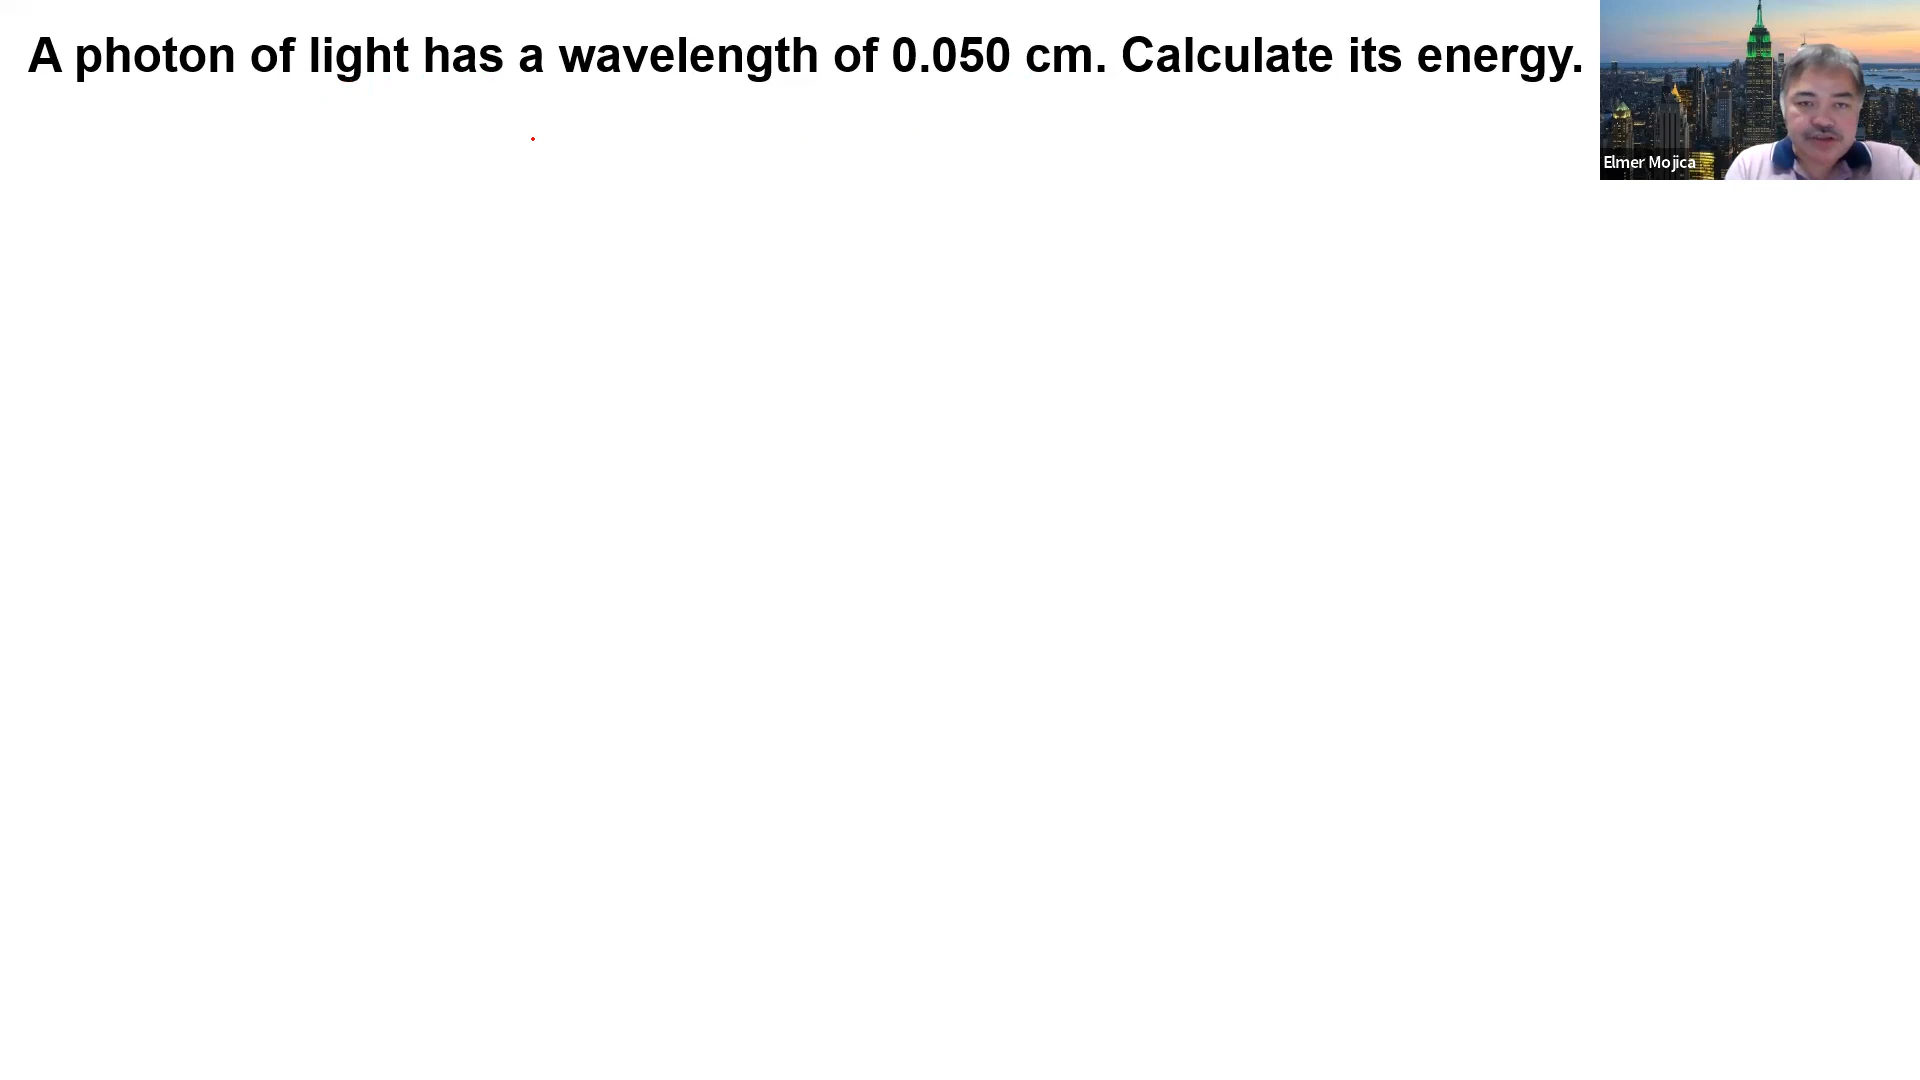 A photon of light has a wavelength of 0.050 cm. Calculate its energy.
Elmer Mojica